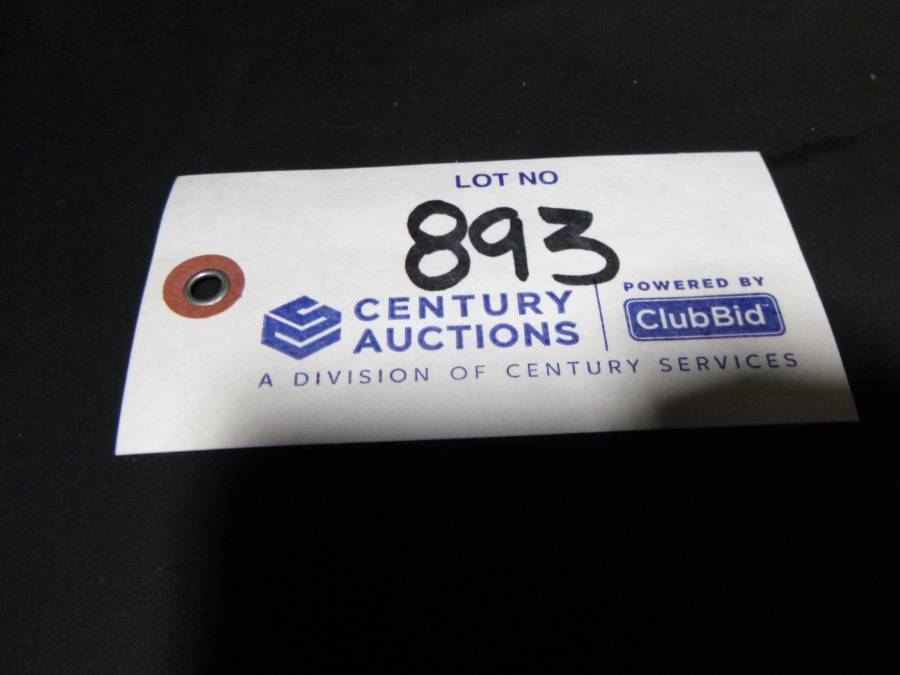 LOT NO
893
CENTURY
AUCTIONS
POWERED BY
ClubBid™
A DIVISION OF CENTURY SERVICES